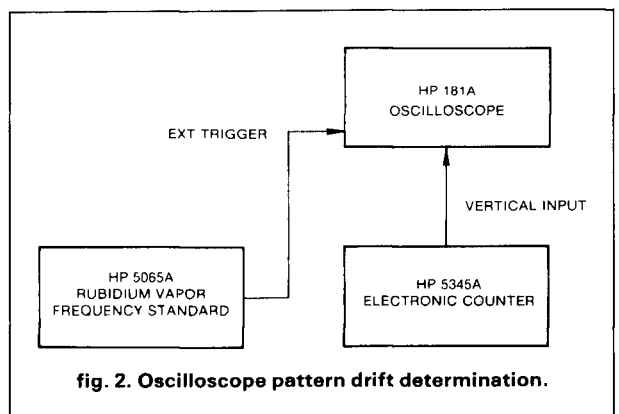 HP 181A
OSCILLOSCOPE
EXT TRIGGER
VERTICAL INPUT
HP 5065A
RUBIDIUM VAPOR
FREQUENCY STANDARD
HP 5345A
ELECTRONIC COUNTER
fig. 2. Oscilloscope pattern drift determination.